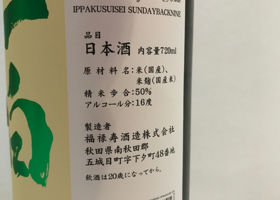 IPPAKUSUISEI SUNDAYBACKNINE
品目
日本酒 内容量720ml
原材料名：米(国産)、
米麹(国産米)
精米歩合：50%
アルコール分：16度
製造者
福禄寿酒造株式会社
秋田県南秋田郡
五城目町字下夕町48番地
飲酒は20歳になってから。